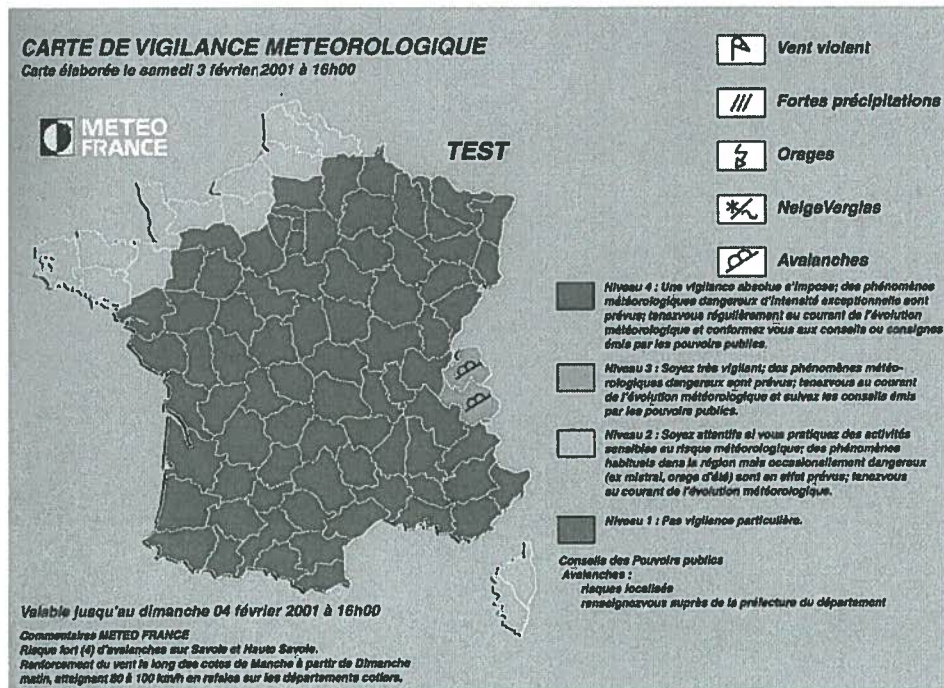 CARTE DE VIGILANCE METEOROLOGIQUE
Carte élaborée le samedi 3 février 2001 à 16h00
METEO
FRANCE
TEST
Vent violent
Fortes précipitations
Orages
NeigeVerglas
Avalanches
Niveau 4 : Une vigilance absolue s'impose; des phénomènes
météorologiques dangereux d'intensité exceptionnelle sont
prévus; tenezvous régulièrement au courant de l'évolution
météorologique et conformez vous aux conseils ou consignes
émis par les pouvoirs publics.
Niveau 3 : Soyez très vigilant; des phénomènes météo-
rologiques dangereux sont prévus; tenezvous au courant
de l'évolution météorologique et suivez les conseils émis
par les pouvoirs publics.
Niveau 2 : Soyez attentifs si vous pratiquez des activités
sensibles au risque météorologique; des phénomènes
habituels dans la région mais occasionnellement dangereux
(ex mistral, orage d'été) sont en effet prévus; tenezvous
au courant de l'évolution météorologique.
Niveau 1 : Pas vigilance particulière.
Conseils des Pouvoirs publics
Avalanches :
risques localisés
renseignezvous auprès de la préfecture du département
Valable jusqu'au dimanche 04 février 2001 à 16h00
Commentaires METEO FRANCE
Risque fort (4) d'avalanches sur Savoie et Haute Savoie.
Renforcement du vent le long des cotes de Manche à partir de Dimanche
matin, atteignant 80 à 100 km/h en rafales sur les départements cotiers.